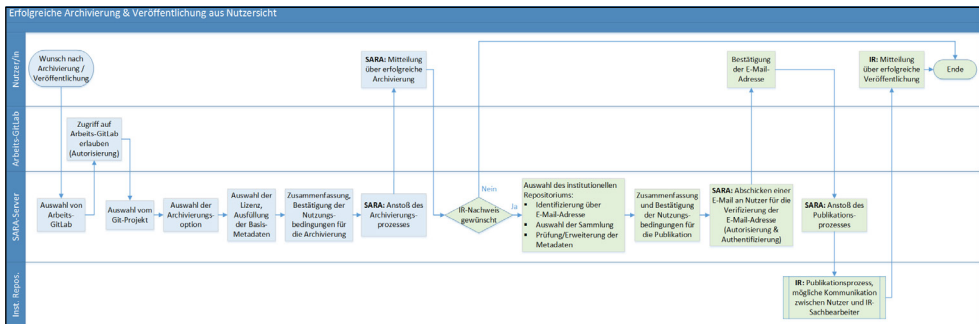 Erfolgreiche Archivierung & Veröffentlichung aus Nutzersicht
Nutzer/in
Wunsch nach
Archivierung /
Veröffentlichung
SARA: Mitteilung
über erfolgreiche
Archivierung
Bestätigung
der E-Mail-
Adresse
IR: Mitteilung
über erfolgreiche
Veröffentlichung
Ende
Arbeits-GitLab
Zugriff auf
Arbeits-GitLab
erlauben
(Autorisierung)
SARA-Server
Auswahl von
Arbeits-
GitLab
Auswahl vom
Git-Projekt
Auswahl der
Archivierungs-
option
Auswahl der
Lizenz,
Ausfüllung der
Basis-
Metadaten
Zusammenfassung,
Bestätigung der
Nutzungs-
bedingungen für
die Archivierung
SARA: Anstoß des
Archivierungs-
prozesses
IR-Nachweis
gewünscht
Nein
Ja
Auswahl des institutionellen
Repositoriums:
▪ Identifizierung über
E-Mail-Adresse
▪ Auswahl der Sammlung
▪ Prüfung/Erweiterung der
Metadaten
Zusammenfassung
und Bestätigung
der Nutzungs-
bedingungen für
die Publikation
SARA: Abschicken einer
EMail an Nutzer für die
Verifizierung der
E-Mail-Adresse
(Autorisierung &
Authentifizierung)
SARA: Anstoß des
Publikations-
prozesses
Inst. Repos.
IR: Publikationsprozess,
mögliche Kommunikation
zwischen Nutzer und IR-
Sachbearbeiter